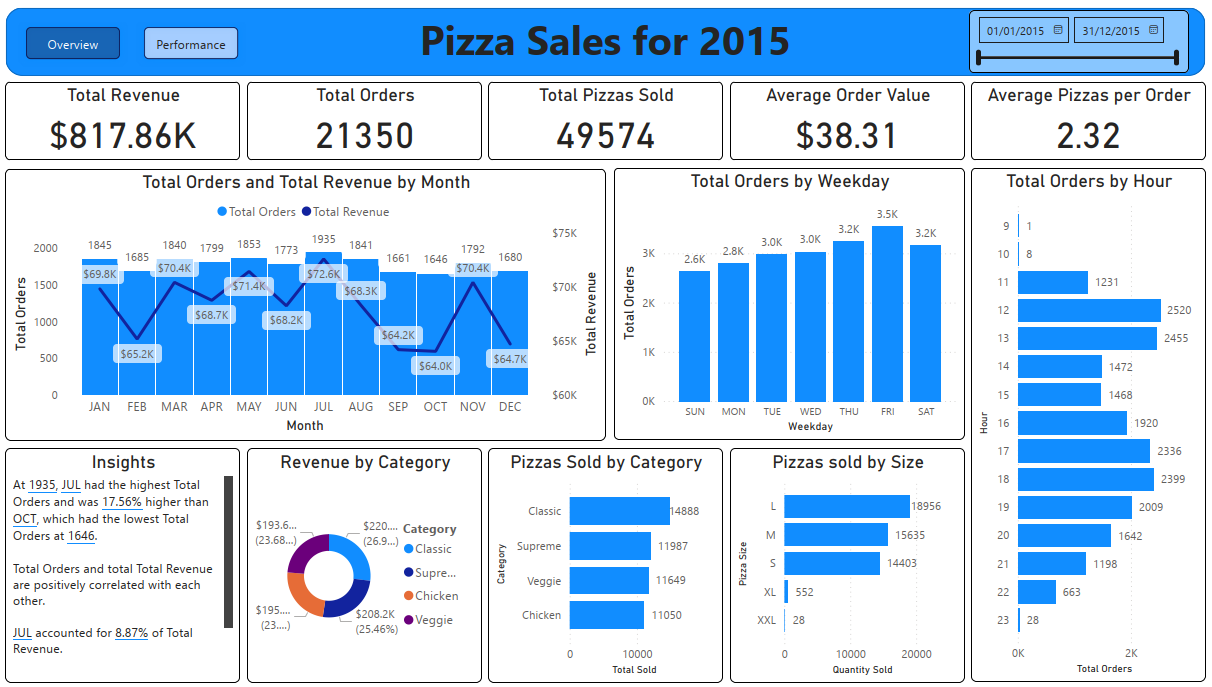 Overview
Performance
Pizza Sales for 2015
01/01/2015
31/12/2015
Total Revenue
$817.86K
Total Orders
21350
Total Pizzas Sold
49574
Average Order Value
$38.31
Average Pizzas per Order
2.32
Total Orders and Total Revenue by Month
Total Orders
Total Revenue
Total Orders
2000
1500
1000
500
0
1845
1685
1840
1799
1853
1773
1935
1841
1661
1646
1792
1680
$69.8K
$65.2K
$70.4K
$68.7K
$71.4K
$68.2K
$72.6K
$68.3K
$64.2K
$64.0K
$70.4K
$64.7K
$75K
$70K
$65K
$60K
Total Revenue
JAN
FEB
MAR
APR
MAY
JUN
JUL
AUG
SEP
OCT
NOV
DEC
Month
Total Orders by Weekday
Total Orders
3K
2K
1K
0K
2.6K
2.8K
3.0K
3.0K
3.2K
3.5K
3.2K
SUN
MON
TUE
WED
THU
FRI
SAT
Weekday
Total Orders by Hour
Hour
9 1
10 8
11 1231
12 2520
13 2455
14 1472
15 1468
16 1920
17 2336
18 2399
19 2009
20 1642
21 1198
22 663
23 28
0K 2K
Total Orders
Insights
At 1935, JUL had the highest Total
Orders and was 17.56% higher than
OCT, which had the lowest Total
Orders at 1646.
Total Orders and total Total Revenue
are positively correlated with each
other.
JUL accounted for 8.87% of Total
Revenue.
Revenue by Category
$193.6...
(23.68...)
$220....
(26.9...)
$195....
(23....)
$208.2K
(25.46%)
Category
Classic
Supre...
Chicken
Veggie
Pizzas Sold by Category
Category
Classic 14888
Supreme 11987
Veggie 11649
Chicken 11050
0 10000
Total Sold
Pizzas sold by Size
Pizza Size
L 18956
M 15635
S 14403
XL 552
XXL 28
0 10000 20000
Quantity Sold